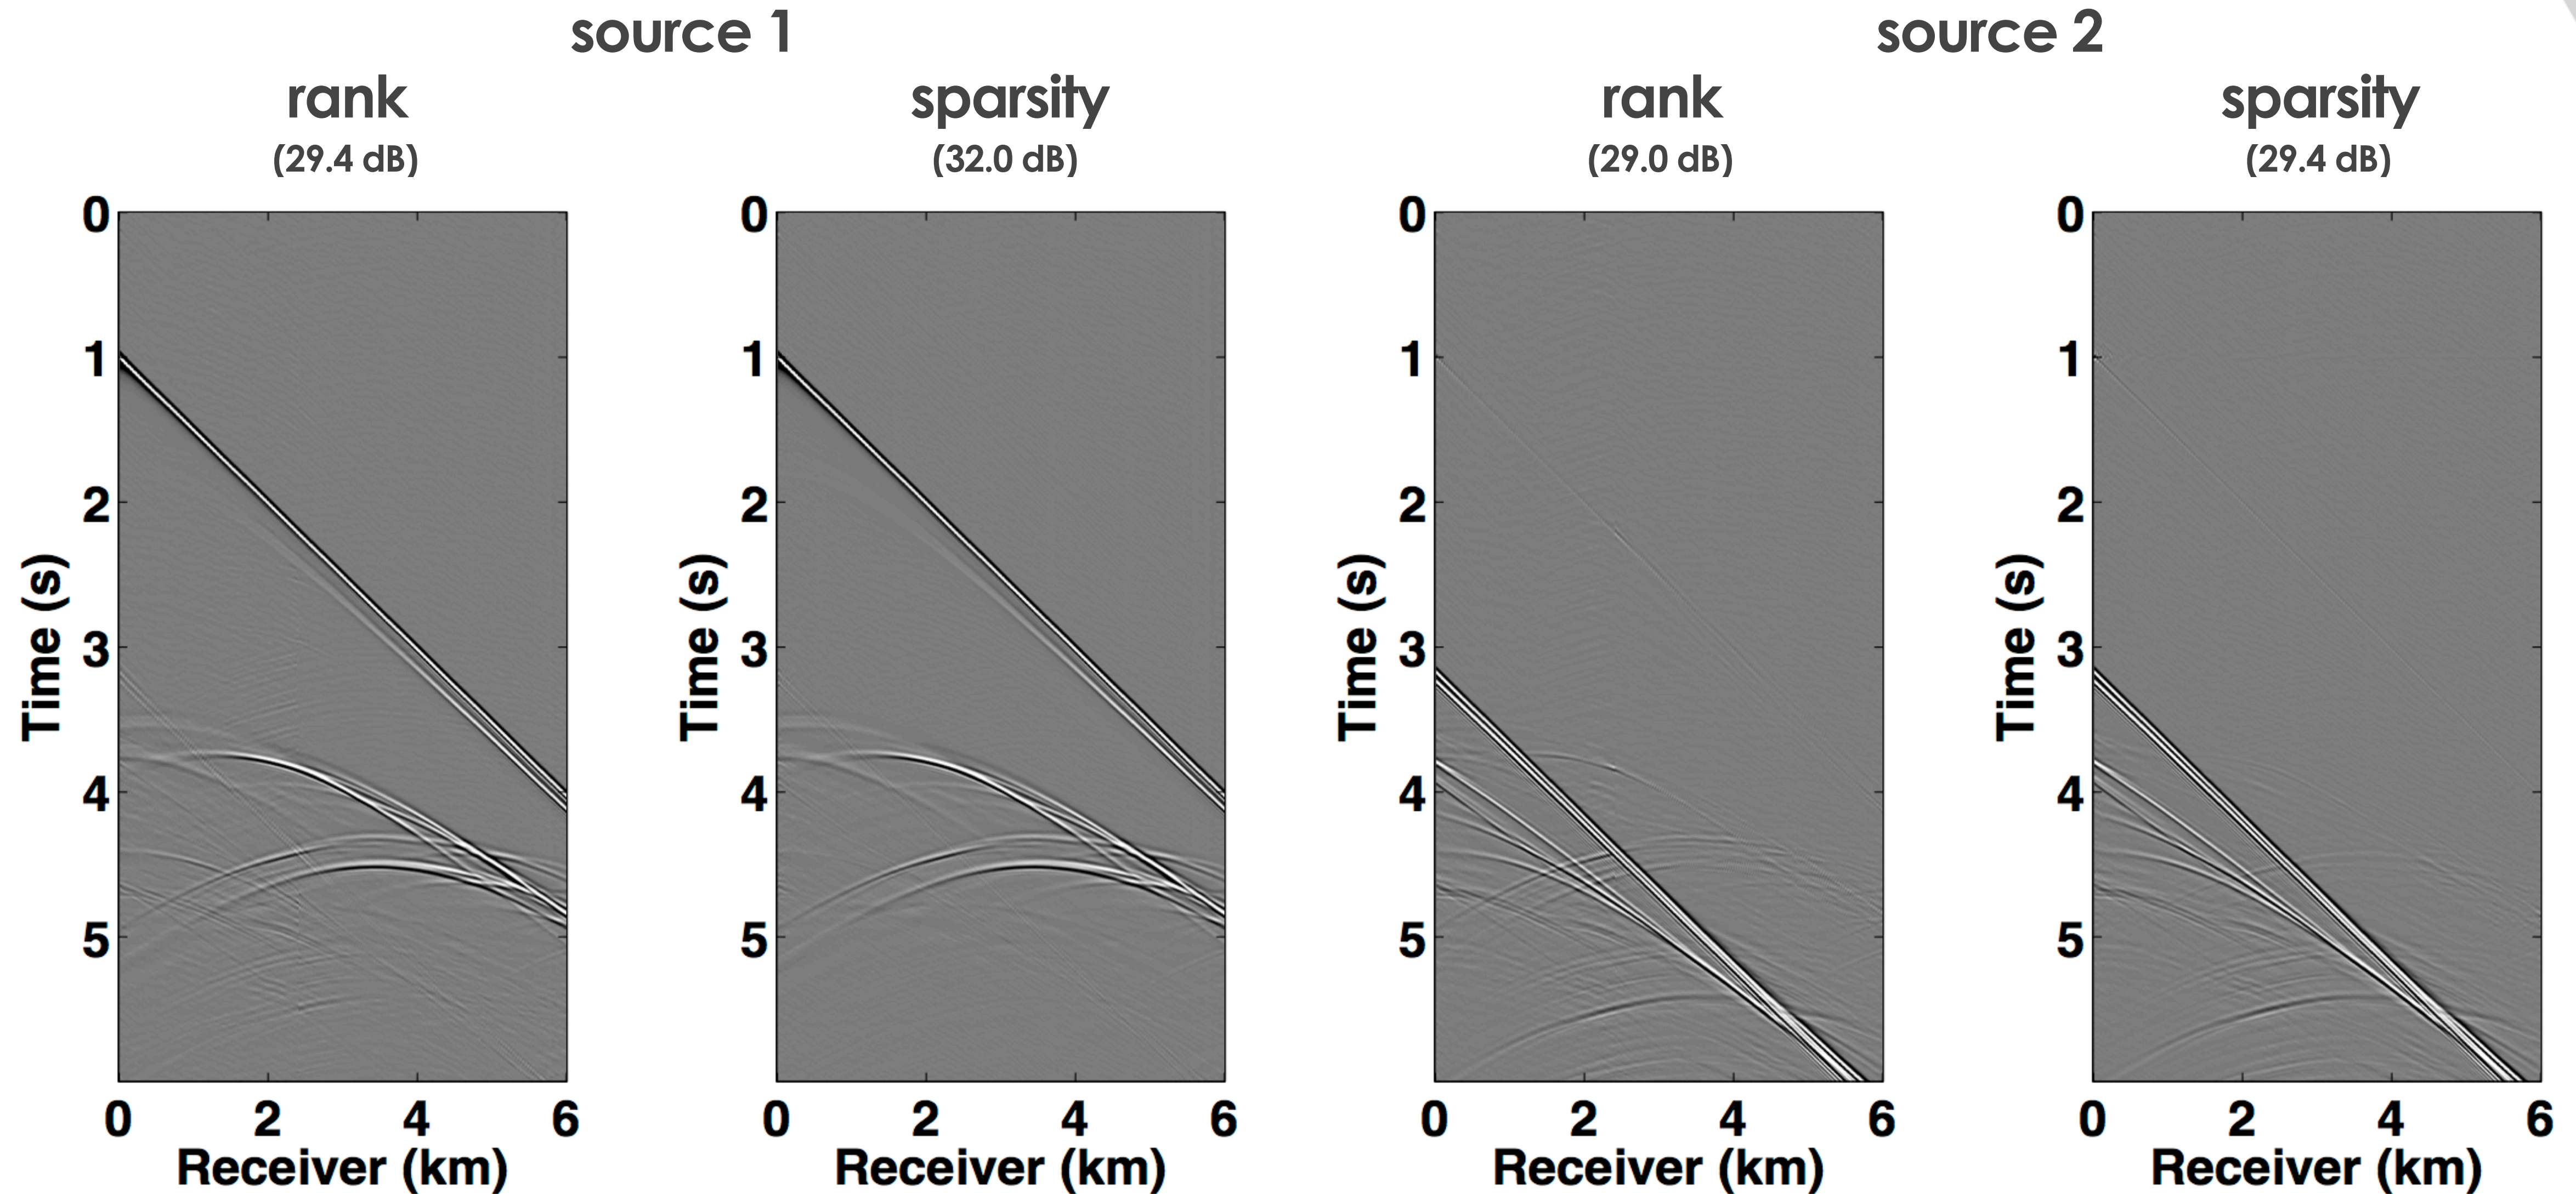 source 1
source 2
rank
sparsity
rank
sparsity
(29.4 dB)
(32.0 dB)
(29.0 dB)
(29.4 dB)
0
1
2
3
4
5
Time (s)
0 2 4 6
Receiver (km)
0
1
2
3
4
5
Time (s)
0 2 4 6
Receiver (km)
0
1
2
3
4
5
Time (s)
0 2 4 6
Receiver (km)
0
1
2
3
4
5
Time (s)
0 2 4 6
Receiver (km)